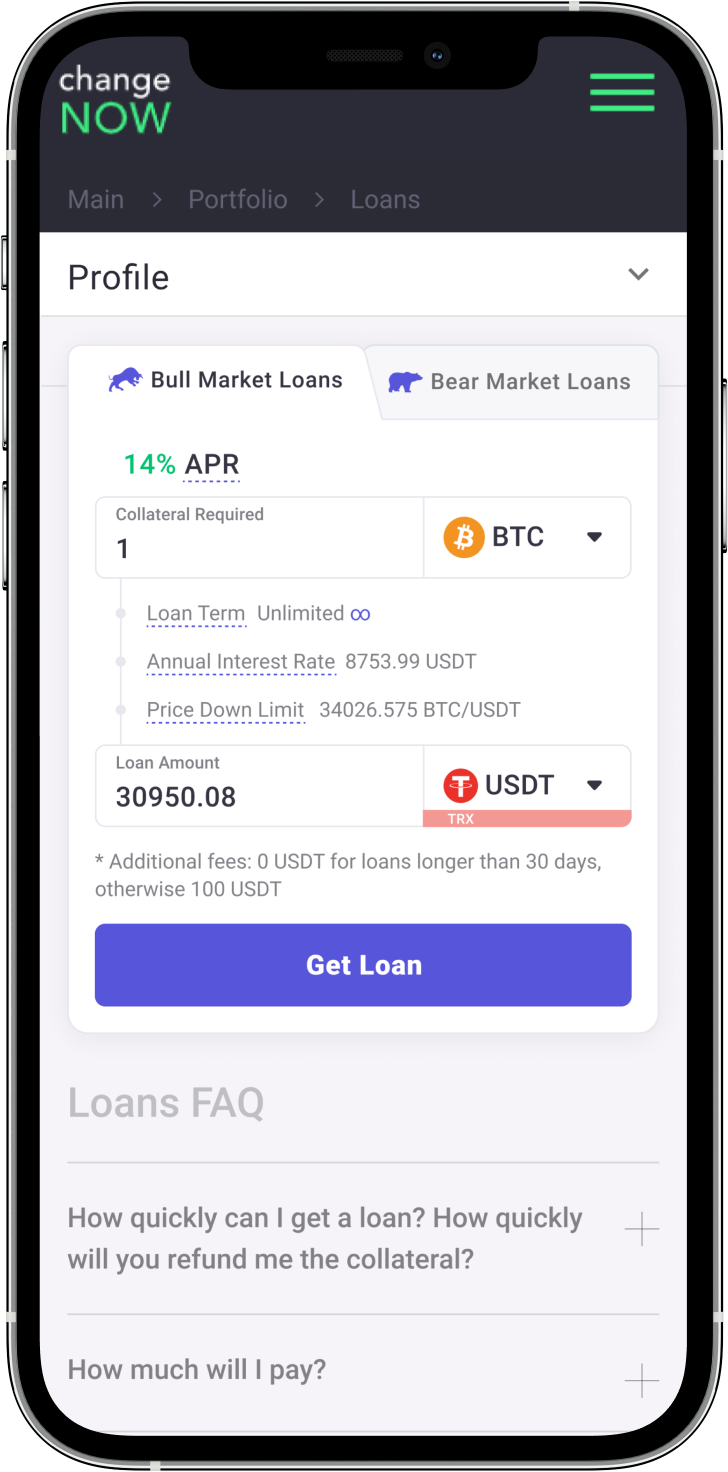 change
NOW
Main > Portfolio > Loans
Profile
Bull Market Loans
Bear Market Loans
14% APR
Collateral Required
1
BTC
Loan Term Unlimited ∞
Annual Interest Rate 8753.99 USDT
Price Down Limit 34026.575 BTC/USDT
Loan Amount
30950.08
USDT
TRX
* Additional fees: 0 USDT for loans longer than 30 days,
otherwise 100 USDT
Get Loan
Loans FAQ
How quickly can I get a loan? How quickly
will you refund me the collateral?
How much will I pay?